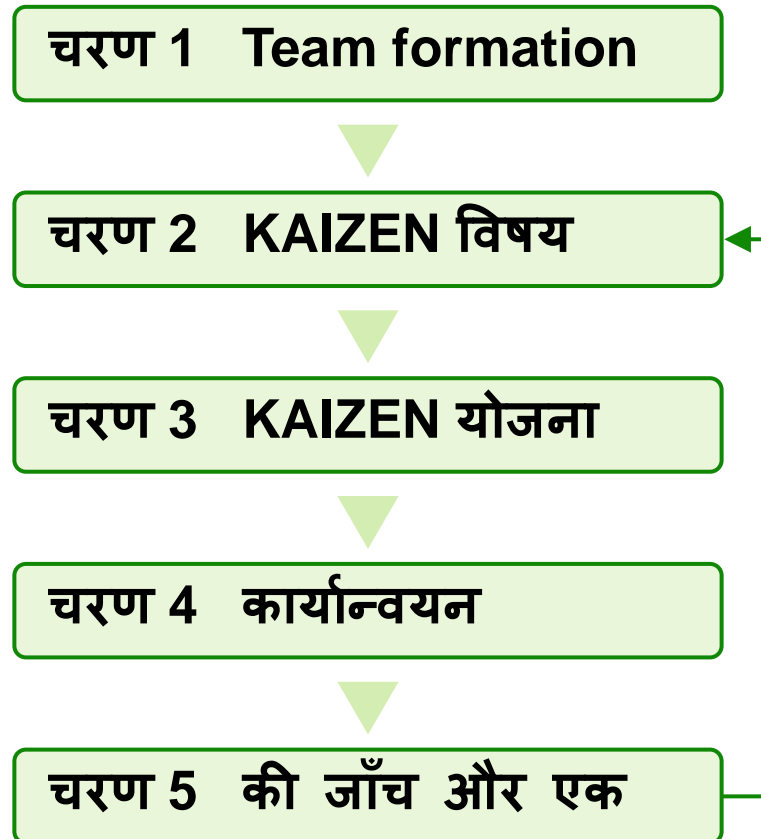 चरण 1 Team formation
चरण 2 KAIZEN विषय
चरण 3 KAIZEN योजना
चरण 4 कार्यान्वयन
चरण 5 की जाँच और एक